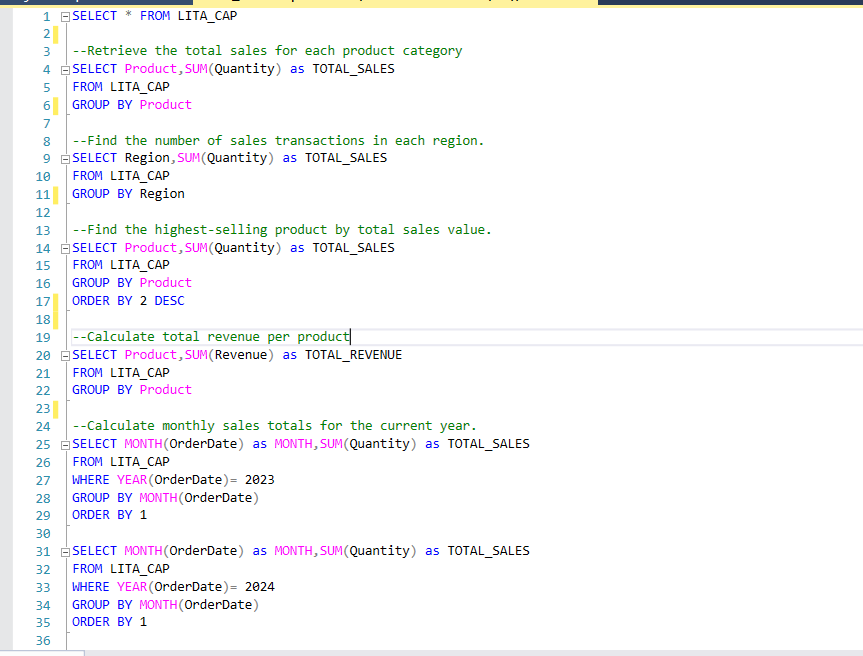 1 SELECT * FROM LITA_CAP
2
3 --Retrieve the total sales for each product category
4 SELECT Product,SUM(Quantity) as TOTAL_SALES
5 FROM LITA_CAP
6 GROUP BY Product
7
8 --Find the number of sales transactions in each region.
9 SELECT Region,SUM(Quantity) as TOTAL_SALES
10 FROM LITA_CAP
11 GROUP BY Region
12
13 --Find the highest-selling product by total sales value.
14 SELECT Product,SUM(Quantity) as TOTAL_SALES
15 FROM LITA_CAP
16 GROUP BY Product
17 ORDER BY 2 DESC
18
19 --Calculate total revenue per product
20 SELECT Product,SUM(Revenue) as TOTAL_REVENUE
21 FROM LITA_CAP
22 GROUP BY Product
23
24 --Calculate monthly sales totals for the current year.
25 SELECT MONTH(OrderDate) as MONTH,SUM(Quantity) as TOTAL_SALES
26 FROM LITA_CAP
27 WHERE YEAR(OrderDate)= 2023
28 GROUP BY MONTH(OrderDate)
29 ORDER BY 1
30
31 SELECT MONTH(OrderDate) as MONTH,SUM(Quantity) as TOTAL_SALES
32 FROM LITA_CAP
33 WHERE YEAR(OrderDate)= 2024
34 GROUP BY MONTH(OrderDate)
35 ORDER BY 1
36